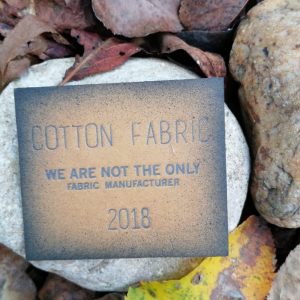 COTTON FABRIC
WE ARE NOT THE ONLY
FABRIC MANUFACTURER
2018